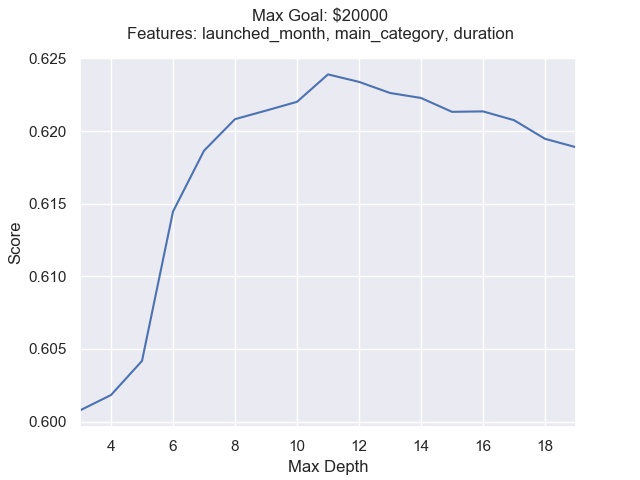 Max Goal: $20000
Features: launched_month, main_category, duration
0.625
0.620
0.615
0.610
0.605
0.600
Score
4 6 8 10 12 14 16 18
Max Depth